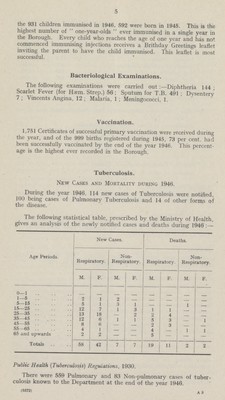 5
the 931 children immunised in 1946, 592 were born in 1945. This is the
highest number of "one-year-olds" ever immunised in a single year in
the Borough. Every child who reaches the age of one year and has not
commenced immunising injections receives a Birthday Greetings leaflet
inviting the parent to have the child immunised. This leaflet is most
successful.
Bacteriological Examinations.
The following examinations were carried out:—Diphtheria 144;
Scarlet Fever (for Haem. Strep.) 56; Sputum for T.B. 491; Dysentery
7; Vincents Angina, 12; Malaria, 1; Meningococci, 1.
Vaccination.
1,751 Certificates of successful primary vaccination were received during
the year, and of the 999 births registered during 1945, 79 per cent. had
been successfully vaccinated by the end of the year 1946. This percent-
age is the highest ever recorded in the Borough.
Tuberculosis.
New Cases and Mortality during 1946.
During the year 1946, 114 new cases of Tuberculosis were notified,
100 being cases of Pulmonary Tuberculosis and 14 of other forms of
the disease.
The following statistical table, prescribed by the Ministry of Health,
gives an analysis of the newly notified cases and deaths during 1946:—
New Cases. Deaths.
Age Periods
Respiratory. Non-Respiratory. Respiratory. Non-Respiratory.
M. F. M. F. M. F. M. F.
0—1
1—5
65 and upwards
Totals 58 42 7 7 19 11 2 2
Public Health (Tuberculosis) Regulations, 1930.
There were 559 Pulmonary and 83 Non-pulmonary cases of tuber-
culosis known to the Department at the end of the year 1946.